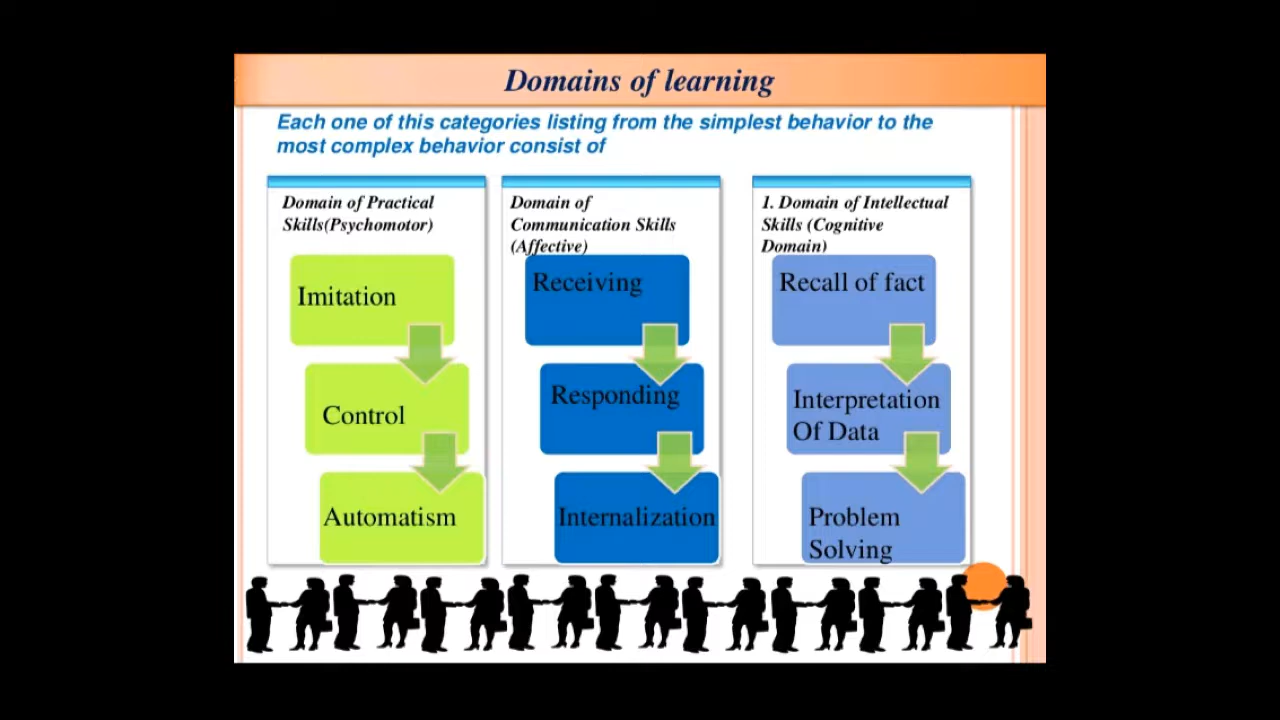 Domains of learning
Each one of this categories listing from the simplest behavior to the
most complex behavior consist of
Domain of Practical
Skills(Psychomotor)
Imitation
Control
Automatism
Domain of
Communication Skills
(Affective)
Receiving
Responding
Internalization
1. Domain of Intellectual
Skills (Cognitive
Domain)
Recall of fact
Interpretation
Of Data
Problem
Solving